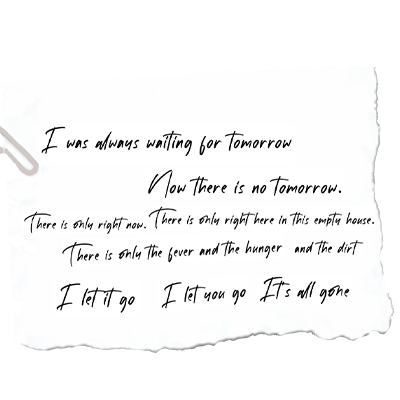 I was always waiting for tomorrow
Now there is no tomorrow.
There is only right now. There is only right here in this empty house.
There is only the fever and the hunger and the dirt
I let it go I let you go It's all gone